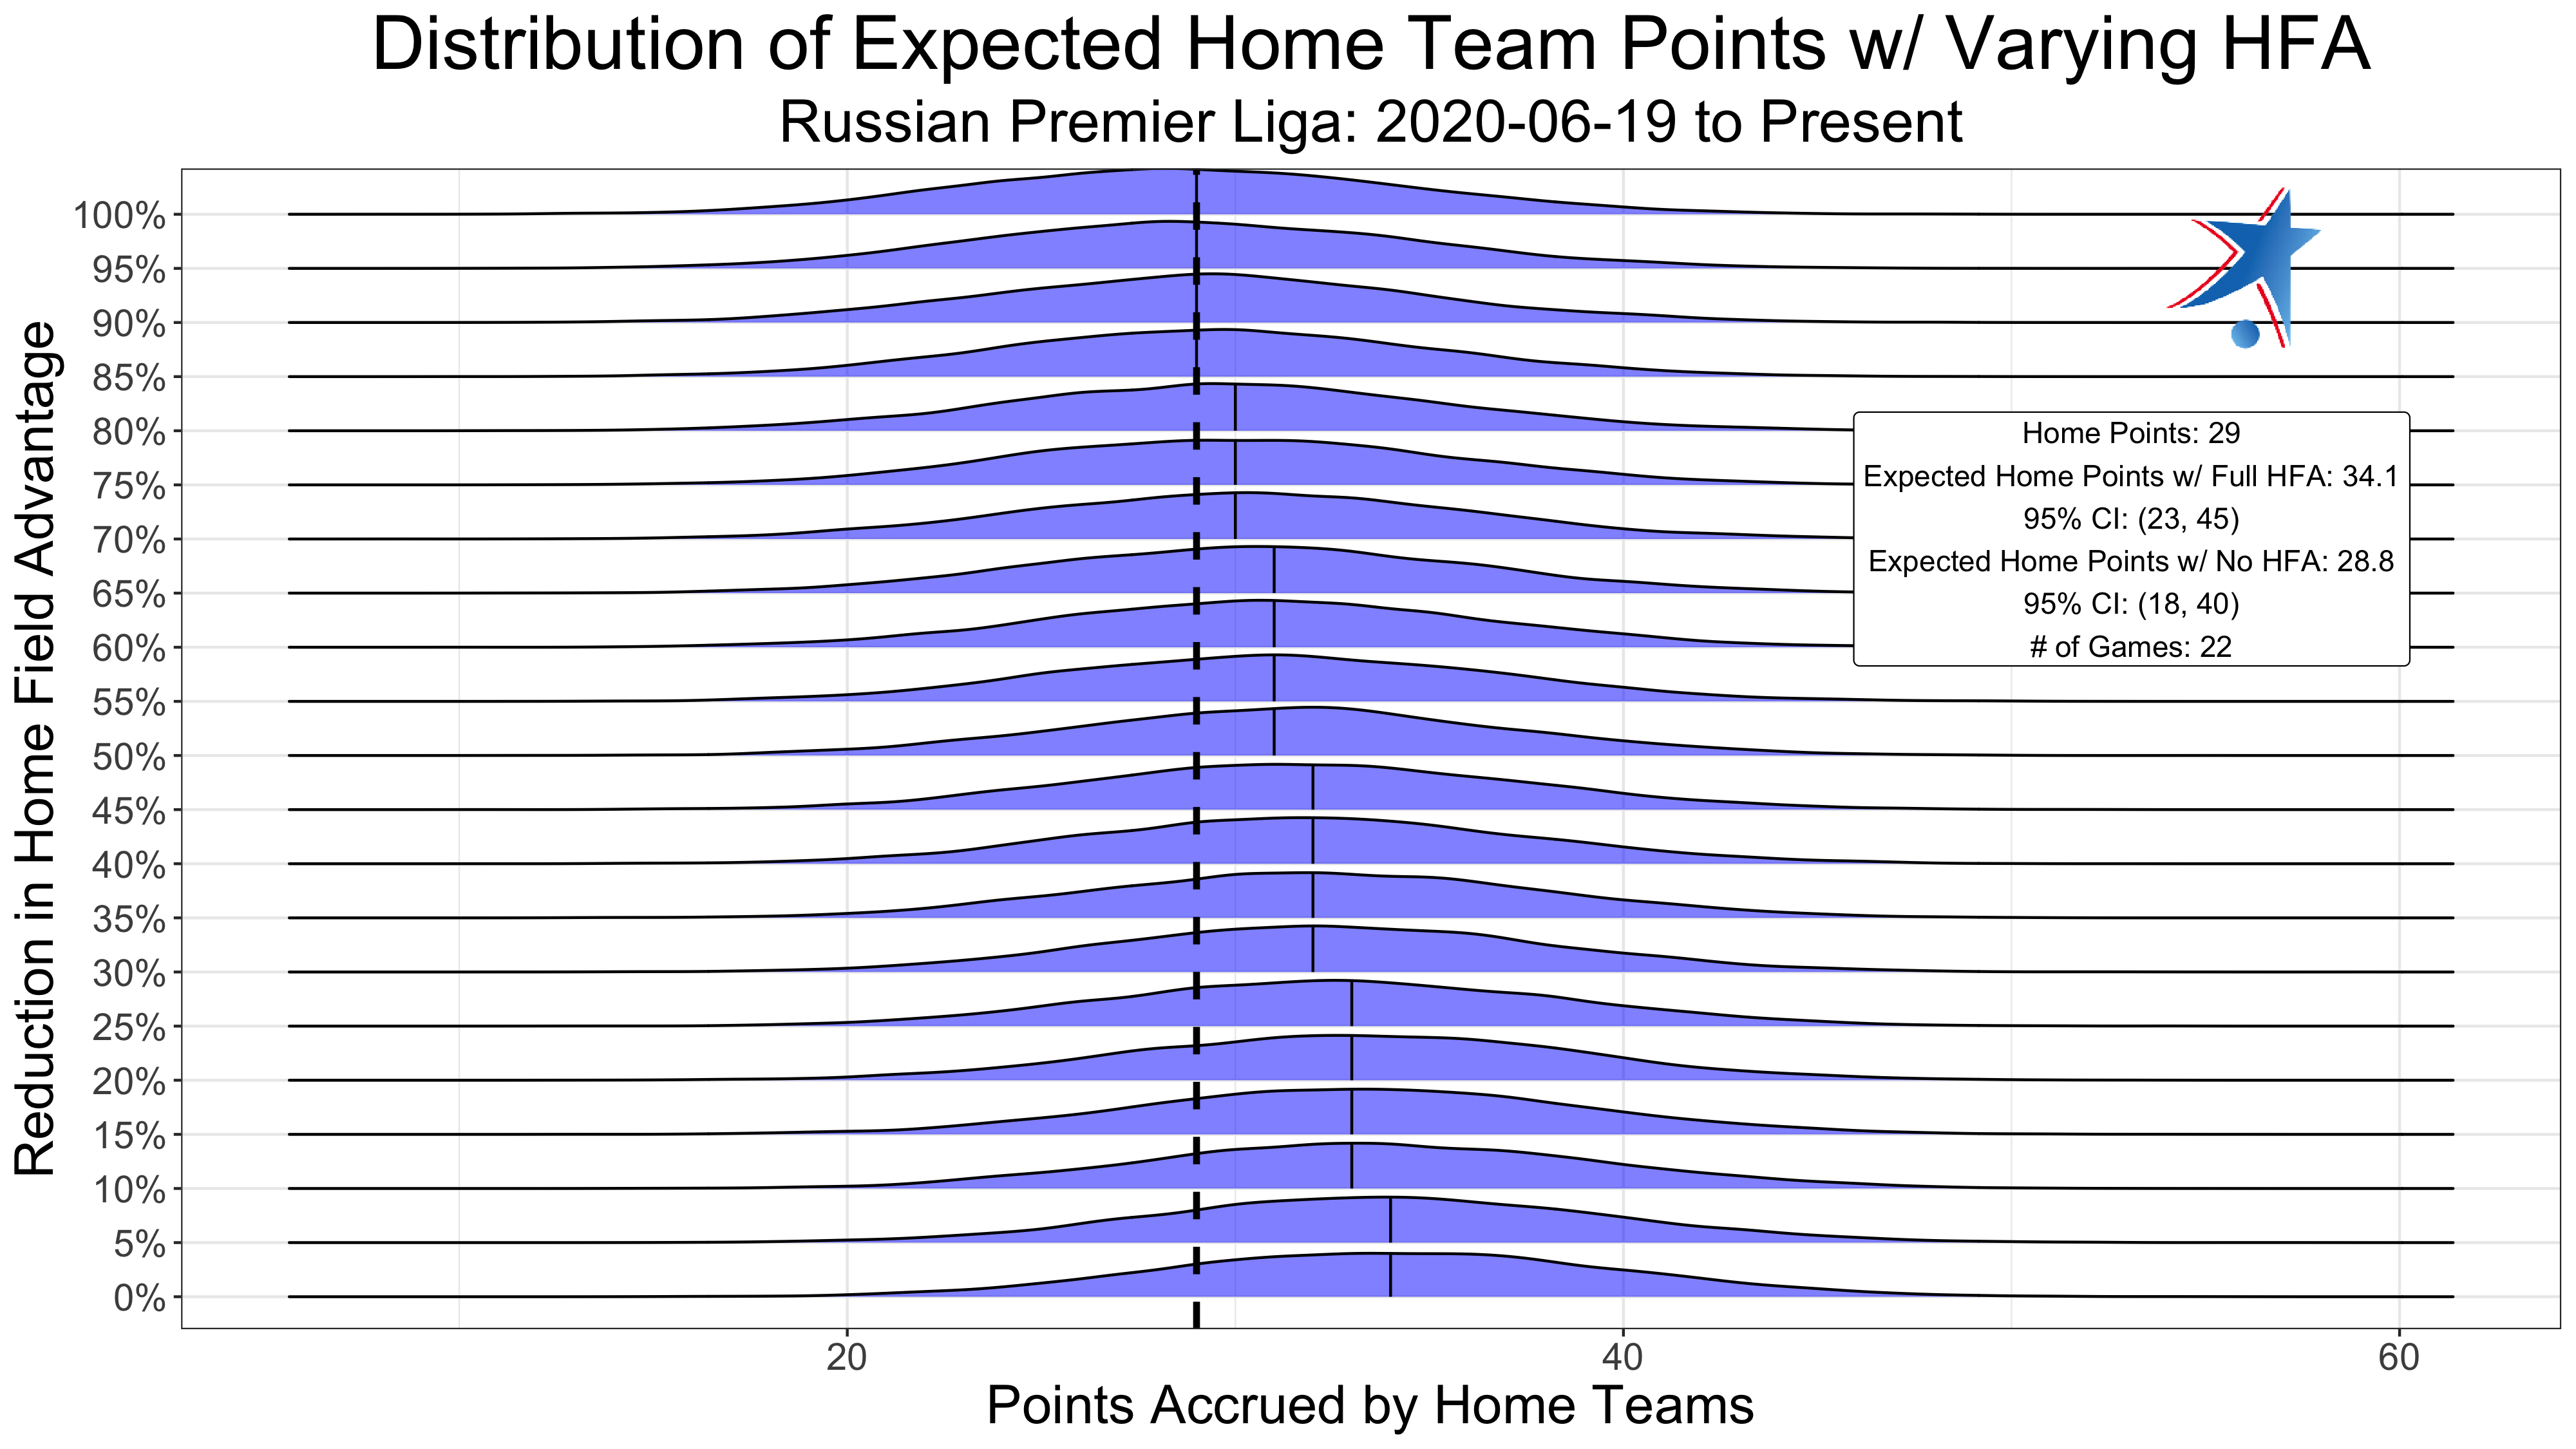 Distribution of Expected Home Team Points w/ Varying HFA
Russian Premier Liga: 2020-06-19 to Present
Reduction in Home Field Advantage
100%
95%
90%
85%
80%
75%
70%
65%
60%
55%
50%
45%
40%
35%
30%
25%
20%
15%
10%
5%
0%
Home Points: 29
Expected Home Points w/ Full HFA: 34.1
95% CI: (23, 45)
Expected Home Points w/ No HFA: 28.8
95% CI: (18, 40)
# of Games: 22
20 40 60
Points Accrued by Home Teams